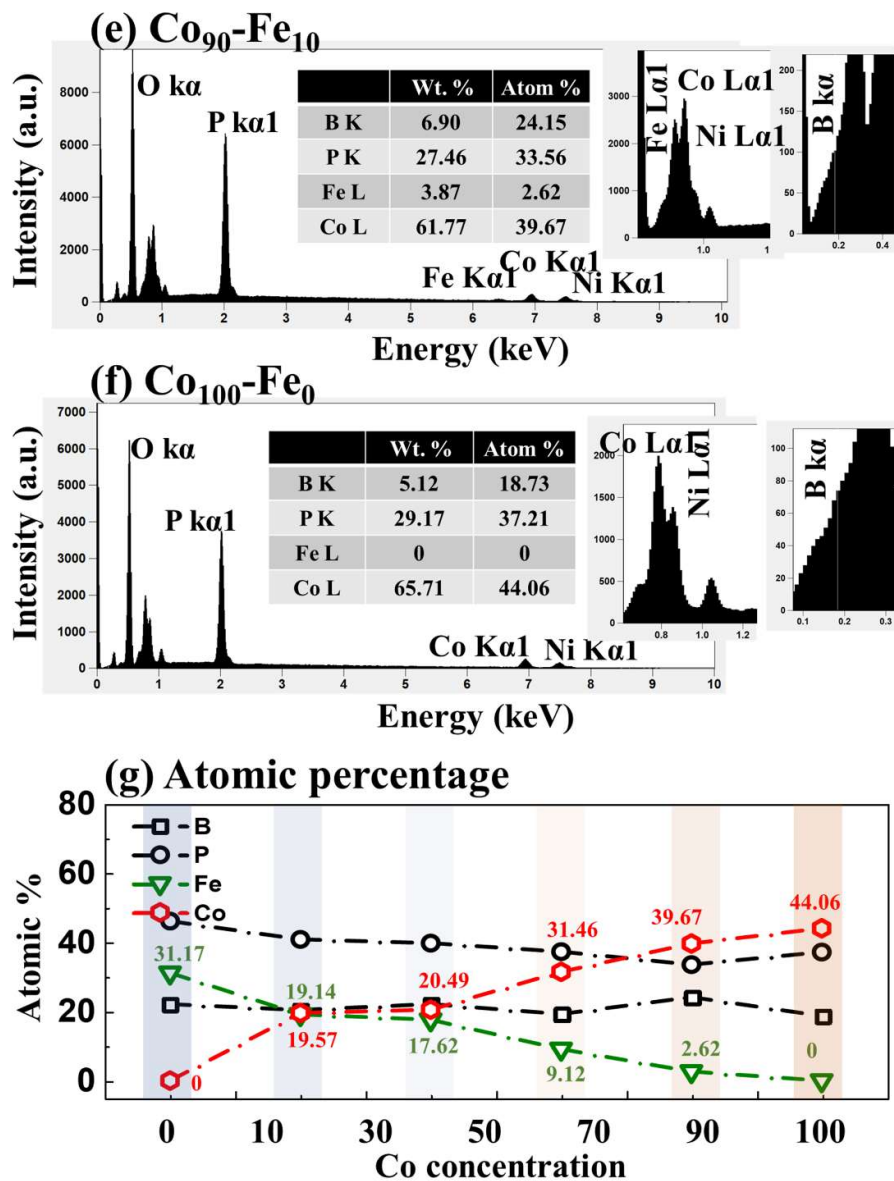 (e) Co90-Fe10
Intensity (a.u.)
8000
6000
4000
2000
0
O kα
P kα1
Wt. % Atom %
B K 6.90 24.15
P K 27.46 33.56
Fe L 3.87 2.62
Co L 61.77 39.67
Fe Kα1
Co Kα1
Ni Kα1
0 1 2 3 4 5 6 7 8 9 10
Energy (keV)
3000
2000
1000
0
Fe Lα1
Co Lα1
Ni Lα1
1.0 1
200
150
100
50
0
B kα
0.2 0.4
(f) Co100-Fe0
Intensity (a.u.)
7000
6000
5000
4000
3000
2000
1000
0
O kα
P kα1
Wt. % Atom %
B K 5.12 18.73
P K 29.17 37.21
Fe L 0 0
Co L 65.71 44.06
Co Kα1
Ni Kα1
0 1 2 3 4 5 6 7 8 9 10
Energy (keV)
2000
1500
1000
500
0
Co Lα1
Ni Lα1
0.8 1.0 1.2
100
80
60
40
20
0
B kα
0.1 0.2 0.3
(g) Atomic percentage
Atomic %
80
60
40
20
0
B
P
Fe
Co
31.17
0
19.14
19.57
20.49
17.62
31.46
9.12
39.67
2.62
44.06
0
0 10 30 50 70 90 100
Co concentration